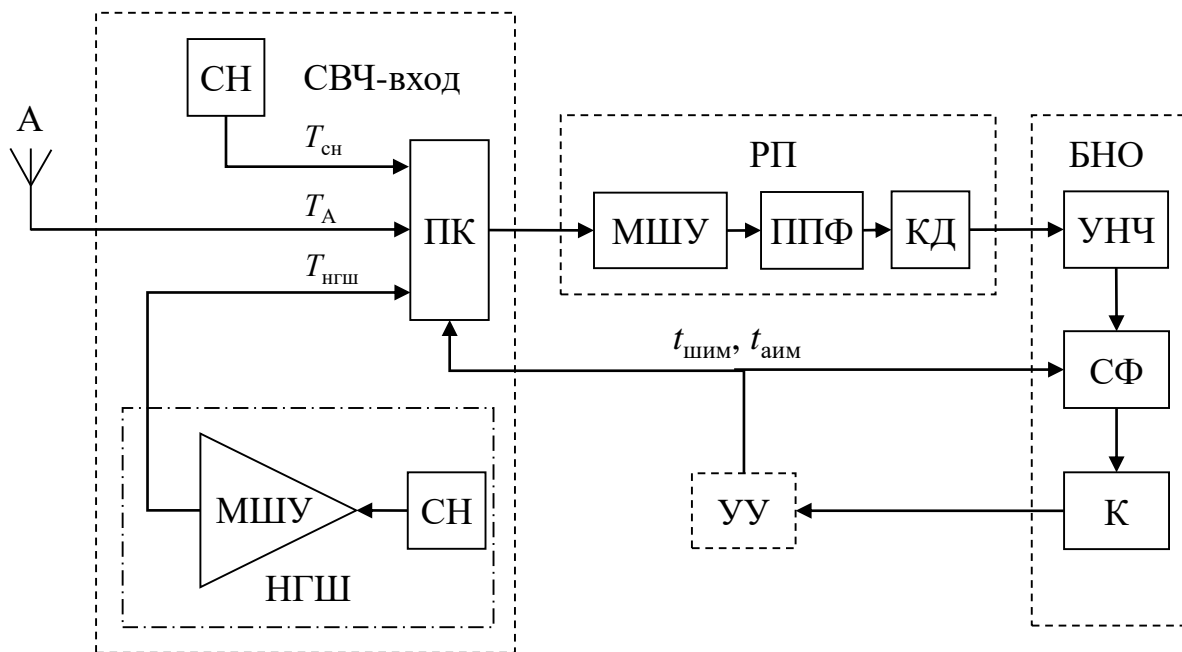 СН
СВЧ-вход
А
Tсн
TА
Tнгш
ПК
РП
МШУ
ППФ
КД
БНО
УНЧ
tшим, tаим
СФ
МШУ
СН
НГШ
УУ
К